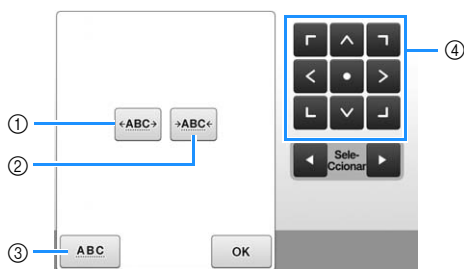 ④
① ←ABC→ →ABC←
②
Sele-
Ccionar
③ ABC OK